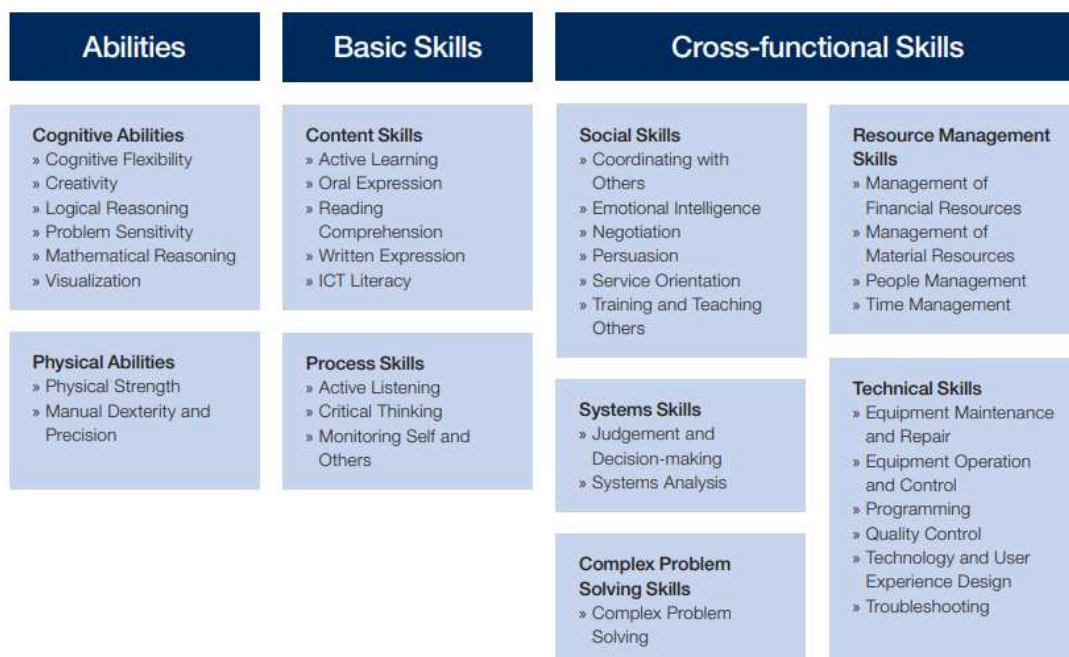 Abilities
Cognitive Abilities
» Cognitive Flexibility
» Creativity
» Logical Reasoning
» Problem Sensitivity
» Mathematical Reasoning
» Visualization
Physical Abilities
» Physical Strength
» Manual Dexterity and
Precision
Basic Skills
Content Skills
» Active Learning
» Oral Expression
» Reading
Comprehension
» Written Expression
» ICT Literacy
Process Skills
» Active Listening
» Critical Thinking
» Monitoring Self and
Others
Cross-functional Skills
Social Skills
» Coordinating with
Others
» Emotional Intelligence
» Negotiation
» Persuasion
» Service Orientation
» Training and Teaching
Others
Systems Skills
» Judgement and
Decision-making
» Systems Analysis
Complex Problem
Solving Skills
» Complex Problem
Solving
Resource Management
Skills
» Management of
Financial Resources
» Management of
Material Resources
» People Management
» Time Management
Technical Skills
» Equipment Maintenance
and Repair
» Equipment Operation
and Control
» Programming
» Quality Control
» Technology and User
Experience Design
» Troubleshooting